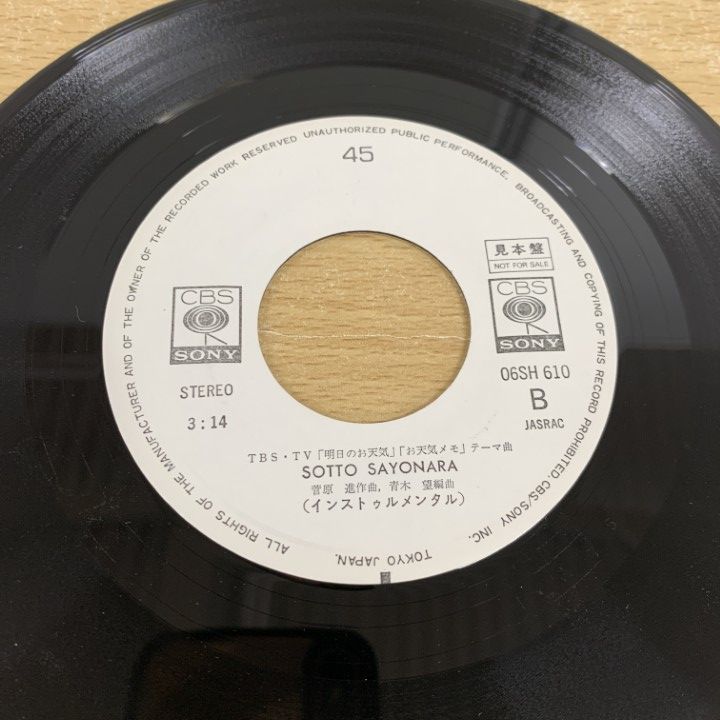 ALL RIGHTS OF THE MANUFACTURER AND OF THE OWNER OF THE RECORDED WORK RESERVED UNAUTHORIZED PUBLIC PERFORMANCE, BROADCASTING AND COPYING OF THIS RECORD PROHIBITED. CBS/SONY INC. TOKYO JAPAN.
45
見本盤
NOT FOR SALE
CBS
SONY
CBS
SONY
STEREO
3:14
06SH 610
B
JASRAC
TBS・TV「明日のお天気」「お天気メモ」テーマ曲
SOTTO SAYONARA
菅原 進作曲, 青木 望編曲
(インストゥルメンタル)